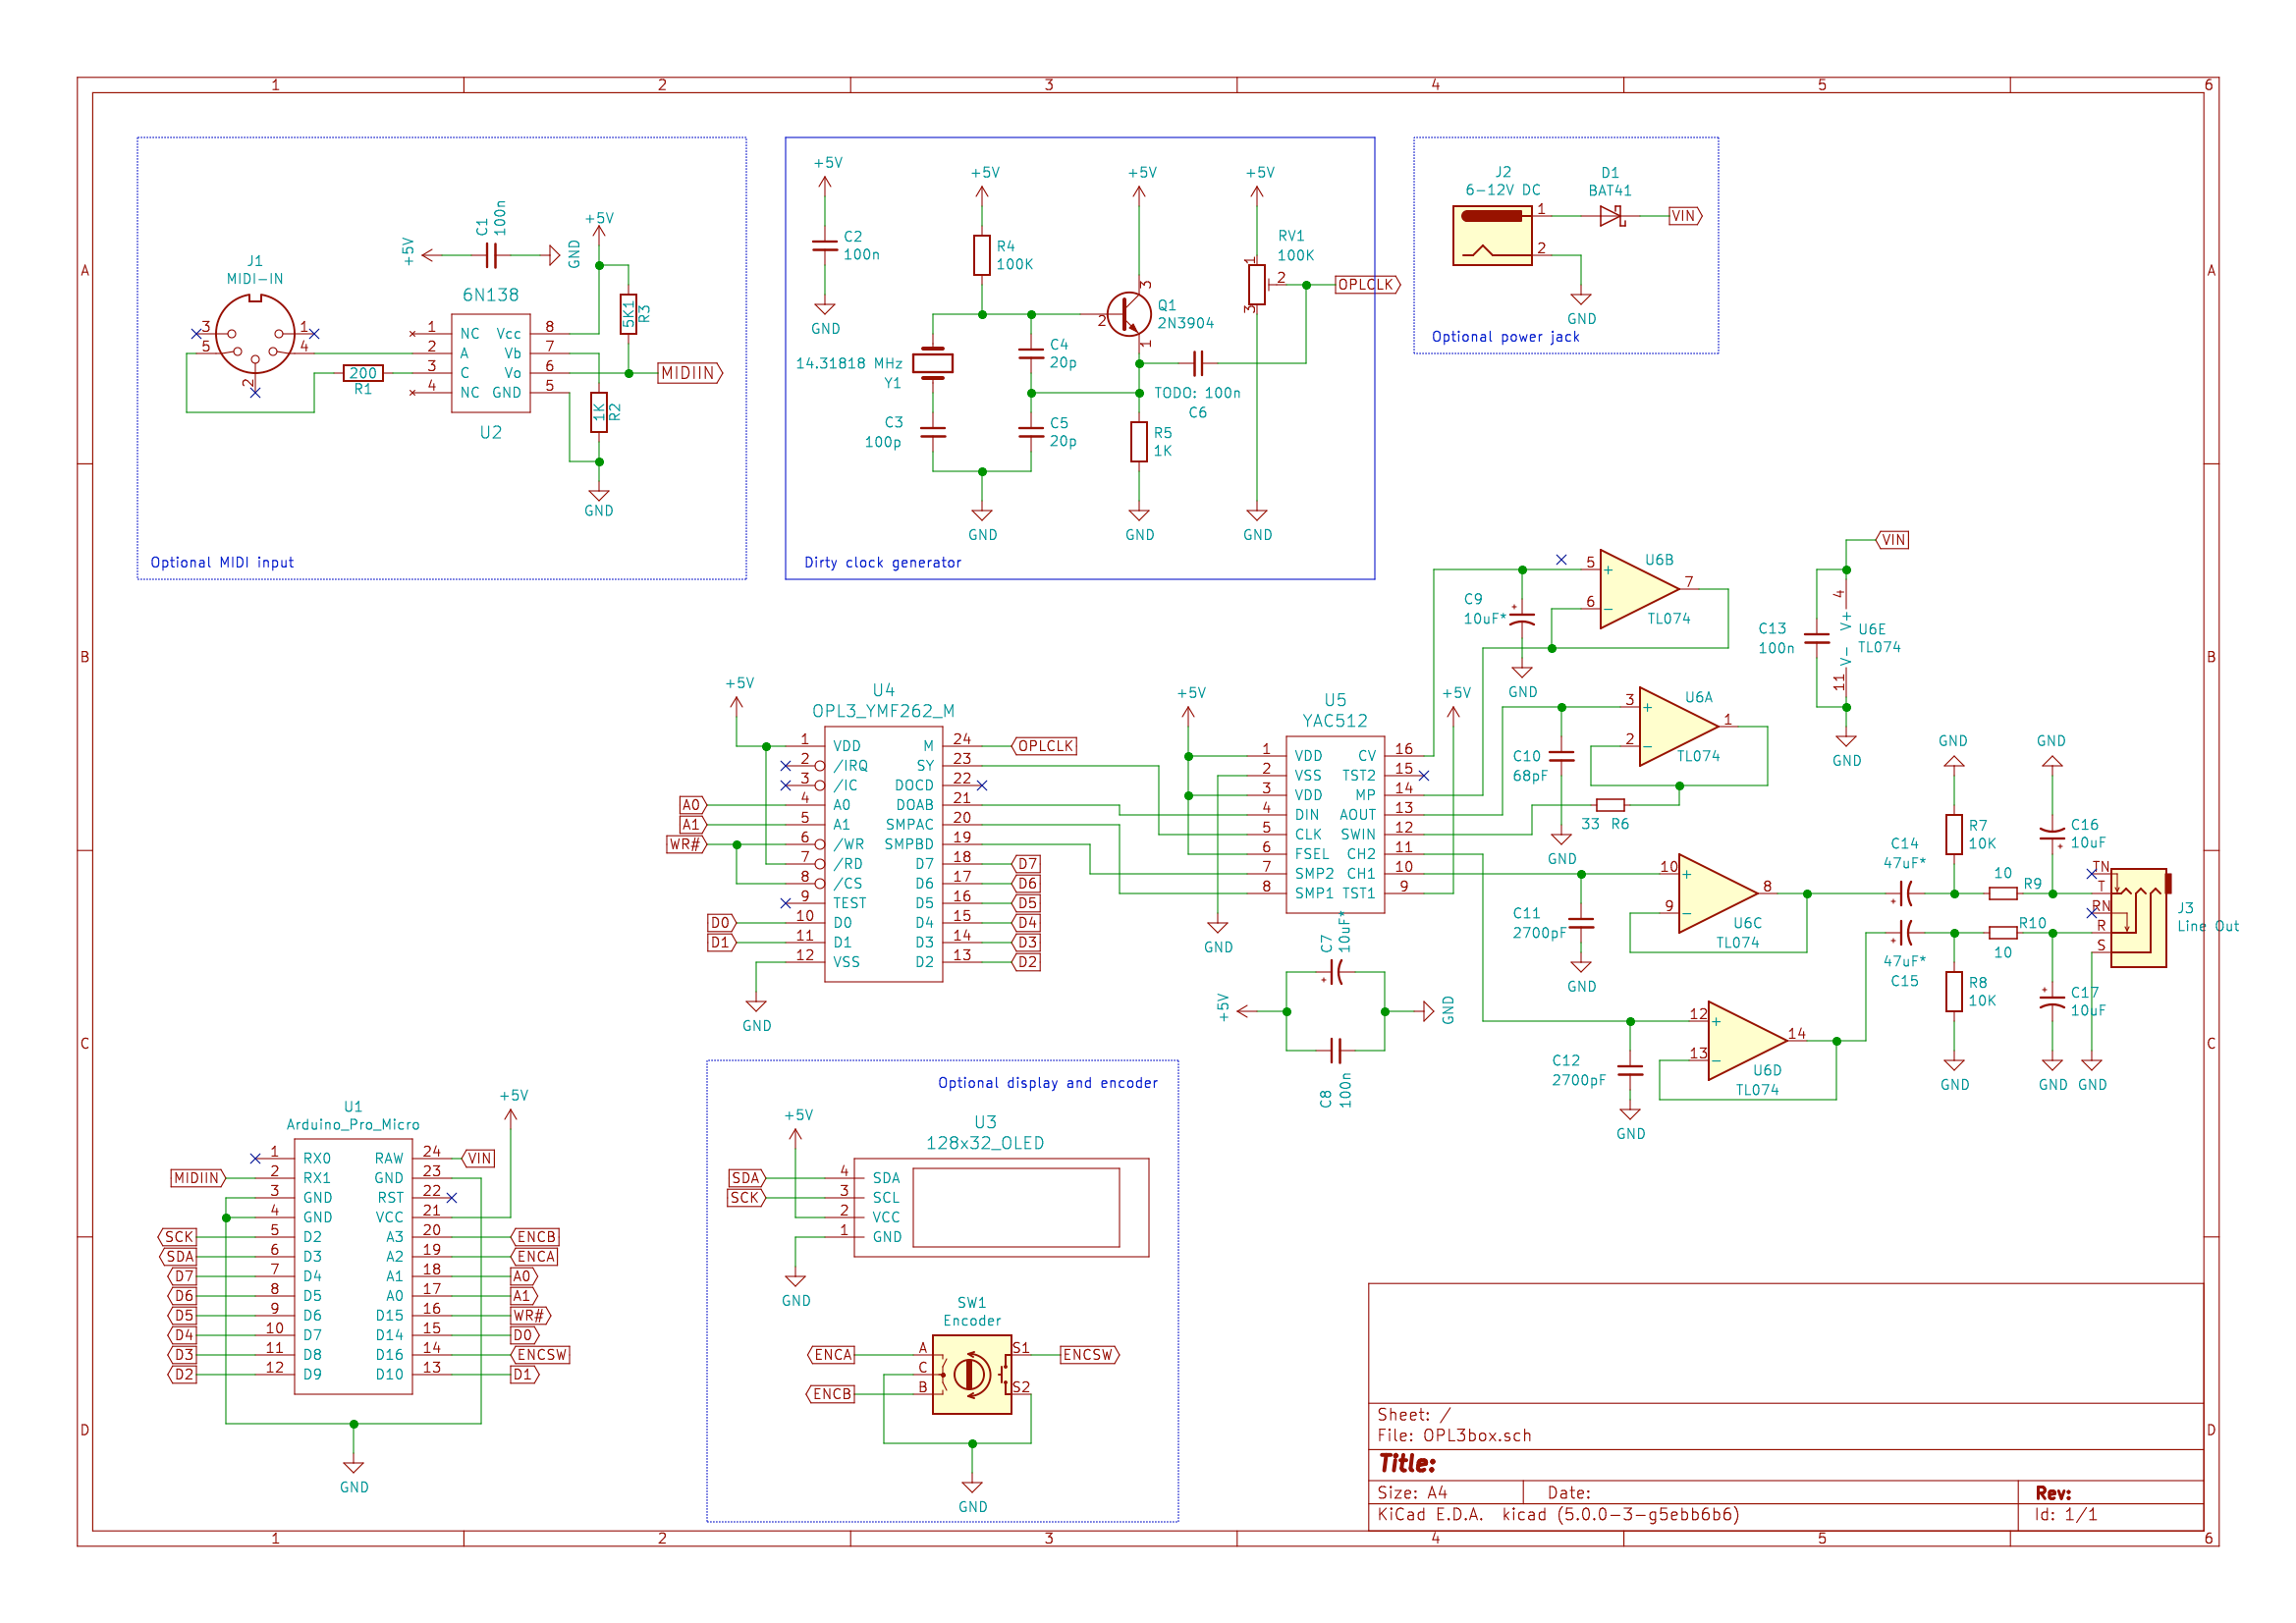 1 2 3 4 5 6
A
B
C
D
A
B
C
D
1 2 3 4 5 6
J1
MIDI-IN
3
1
5
4
2
200
R1
+5V
C1
100n
GND
6N138
1 NC Vcc 8
2 A Vb 7
3 C Vo 6
4 NC GND 5
U2
+5V
5K1
R3
MIDIIN
1K
R2
GND
Optional MIDI input
+5V
C2
100n
GND
+5V
R4
100K
14.31818 MHz
Y1
C4
20p
C3
100p
C5
20p
GND
+5V
3
2
1
Q1
2N3904
TODO: 100n
C6
R5
1K
GND
+5V
RV1
100K
1
2
3
OPLCLK
GND
Dirty clock generator
J2
6-12V DC
1
2
D1
BAT41
VIN
GND
Optional power jack
+5V
U4
OPL3_YMF262_M
1 VDD M 24 OPLCLK
2 /IRQ SY 23
3 /IC DOCD 22
A0 4 A0 DOAB 21
A1 5 A1 SMPAC 20
WR# 6 /WR SMPBD 19
7 /RD D7 18 D7
8 /CS D6 17 D6
9 TEST D5 16 D5
D0 10 D0 D4 15 D4
D1 11 D1 D3 14 D3
12 VSS D2 13 D2
GND
+5V
U5
YAC512
+5V
1 VDD CV 16
2 VSS TST2 15
3 VDD MP 14
4 DIN AOUT 13
5 CLK SWIN 12
6 FSEL CH2 11
7 SMP2 CH1 10
8 SMP1 TST1 9
GND
C7
10uF*
+5V
GND
C8
100n
C9
10uF*
GND
5 +
6 -
7
U6B
TL074
C10
68pF
GND
3 +
2 -
1
U6A
TL074
33 R6
VIN
C13
100n
4
V+
U6E
TL074
V-
11
GND
C11
2700pF
GND
10 +
9 -
8
U6C
TL074
C12
2700pF
GND
12 +
13 -
14
U6D
TL074
C14
47uF*
47uF*
C15
GND
R7
10K
10
R9
R10
10
R8
10K
GND
GND
C16
10uF
C17
10uF
GND
TN
T
RN
R
S
J3
Line Out
GND
U1
Arduino_Pro_Micro
+5V
1 RX0 RAW 24 VIN
MIDIIN 2 RX1 GND 23
3 GND RST 22
4 GND VCC 21
SCK 5 D2 A3 20 ENCB
SDA 6 D3 A2 19 ENCA
D7 7 D4 A1 18 A0
D6 8 D5 A0 17 A1
D5 9 D6 D15 16 WR#
D4 10 D7 D14 15 D0
D3 11 D8 D16 14 ENCSW
D2 12 D9 D10 13 D1
GND
Optional display and encoder
+5V
U3
128x32_OLED
SDA 4 SDA
SCK 3 SCL
2 VCC
1 GND
GND
SW1
Encoder
ENCA A S1 ENCSW
C
ENCB B S2
GND
Sheet: /
File: OPL3box.sch
Title:
Size: A4 Date: Rev:
KiCad E.D.A. kicad (5.0.0-3-g5ebb6b6) Id: 1/1